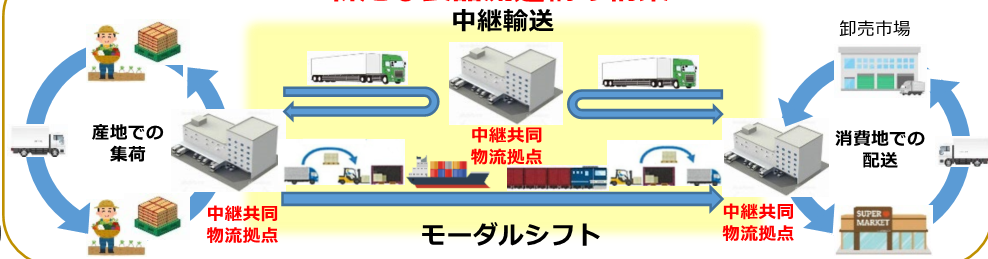 中継輸送
卸売市場
産地での
集荷
中継共同
物流拠点
消費地での
配送
中継共同
物流拠点
モーダルシフト
中継共同
物流拠点
SUPER
MARKET